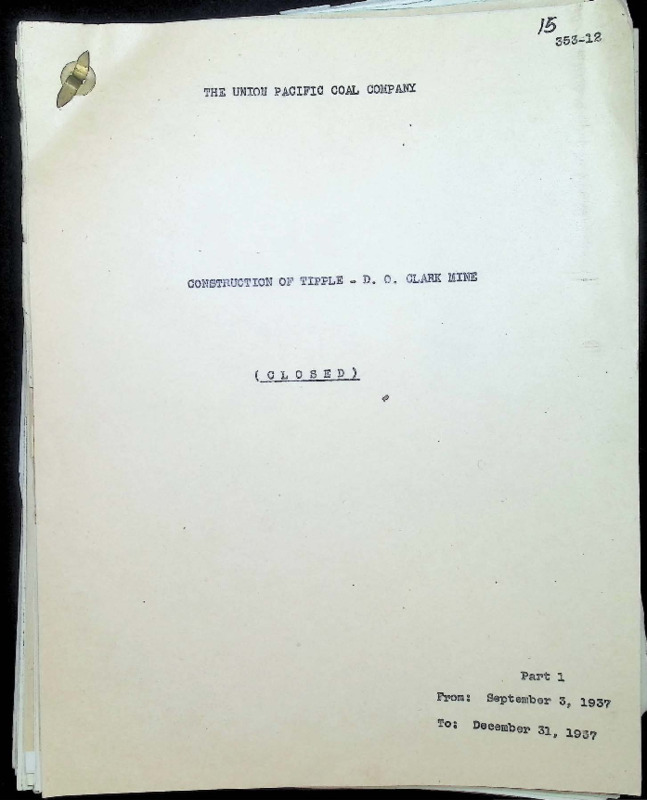 15
353-12
THE UNION PACIFIC COAL COMPANY
CONSTRUCTION OF TIPPLE - D. O. CLARK MINE
( C L O S E D )
Part 1
From: September 3, 1937
To: December 31, 1937